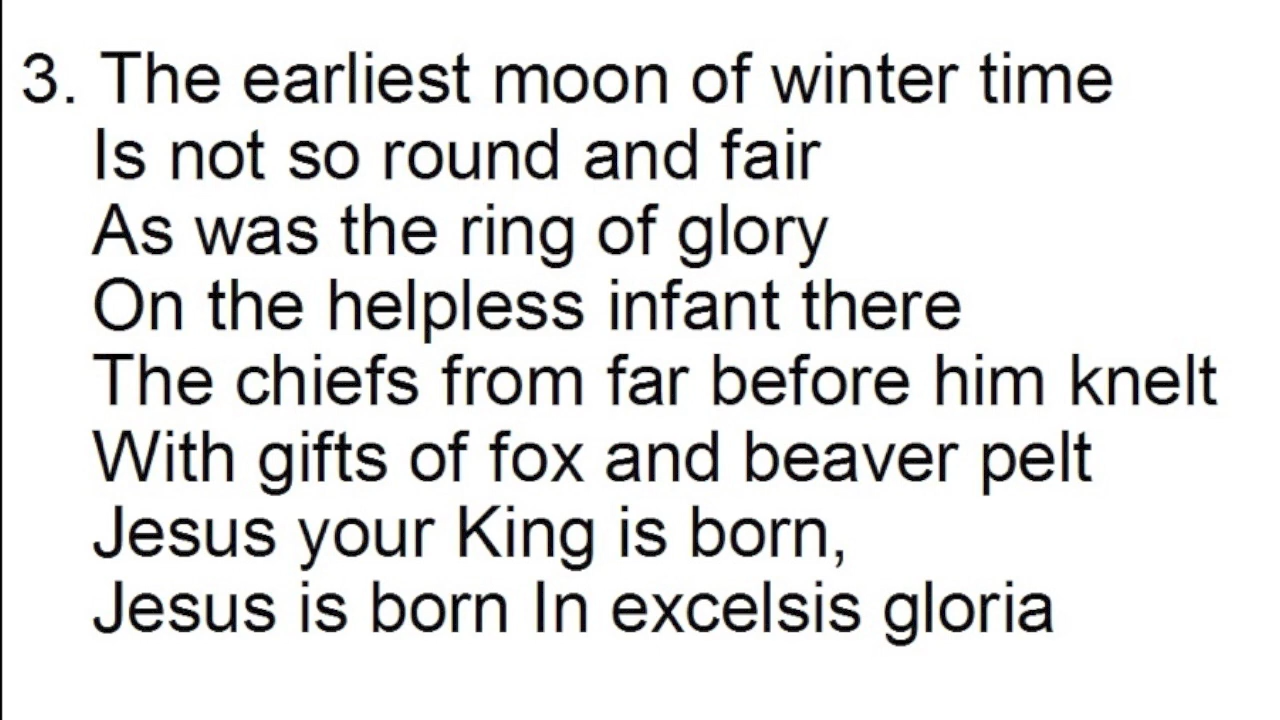 3. The earliest moon of winter time
Is not so round and fair
As was the ring of glory
On the helpless infant there
The chiefs from far before him knelt
With gifts of fox and beaver pelt
Jesus your King is born,
Jesus is born In excelsis gloria